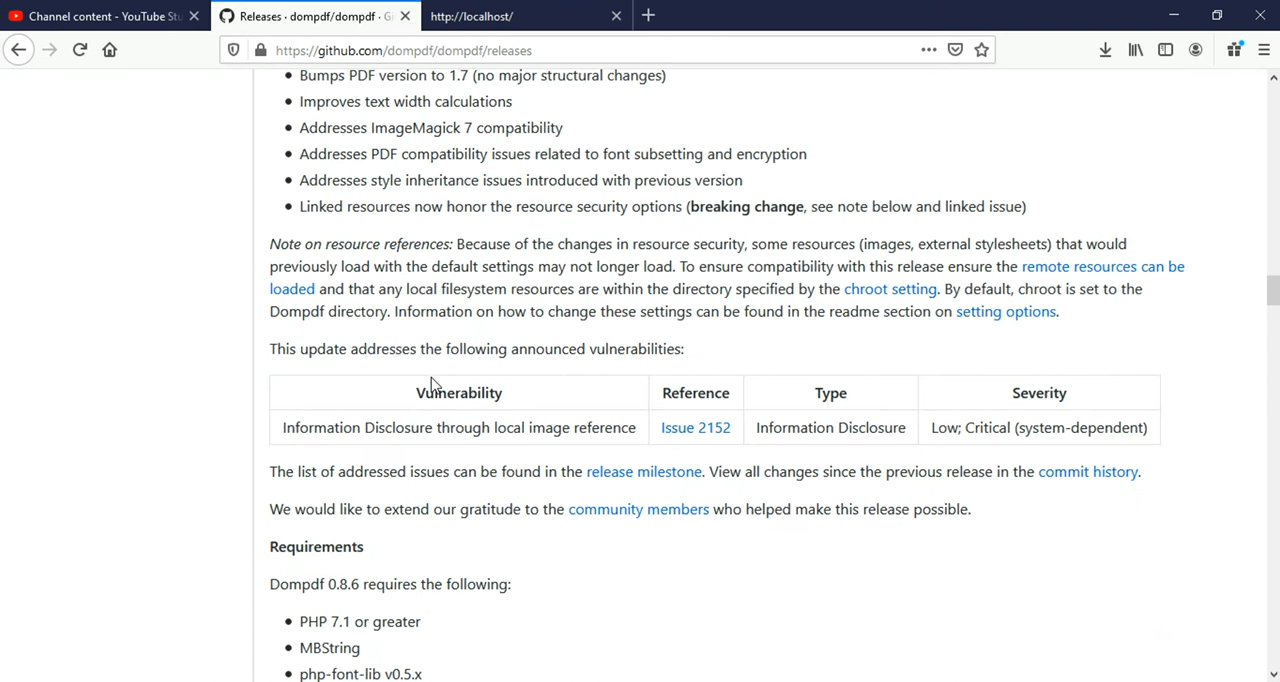 Channel content - YouTube Stu
Releases · dompdf/dompdf · Gi
http://localhost/
https://github.com/dompdf/dompdf/releases
• Bumps PDF version to 1.7 (no major structural changes)
• Improves text width calculations
• Addresses ImageMagick 7 compatibility
• Addresses PDF compatibility issues related to font subsetting and encryption
• Addresses style inheritance issues introduced with previous version
• Linked resources now honor the resource security options (breaking change, see note below and linked issue)
Note on resource references: Because of the changes in resource security, some resources (images, external stylesheets) that would
previously load with the default settings may not longer load. To ensure compatibility with this release ensure the remote resources can be
loaded and that any local filesystem resources are within the directory specified by the chroot setting. By default, chroot is set to the
Dompdf directory. Information on how to change these settings can be found in the readme section on setting options.
This update addresses the following announced vulnerabilities:
Vulnerability Reference Type Severity
Information Disclosure through local image reference Issue 2152 Information Disclosure Low; Critical (system-dependent)
The list of addressed issues can be found in the release milestone. View all changes since the previous release in the commit history.
We would like to extend our gratitude to the community members who helped make this release possible.
Requirements
Dompdf 0.8.6 requires the following:
• PHP 7.1 or greater
• MBString
• php-font-lib v0.5.x